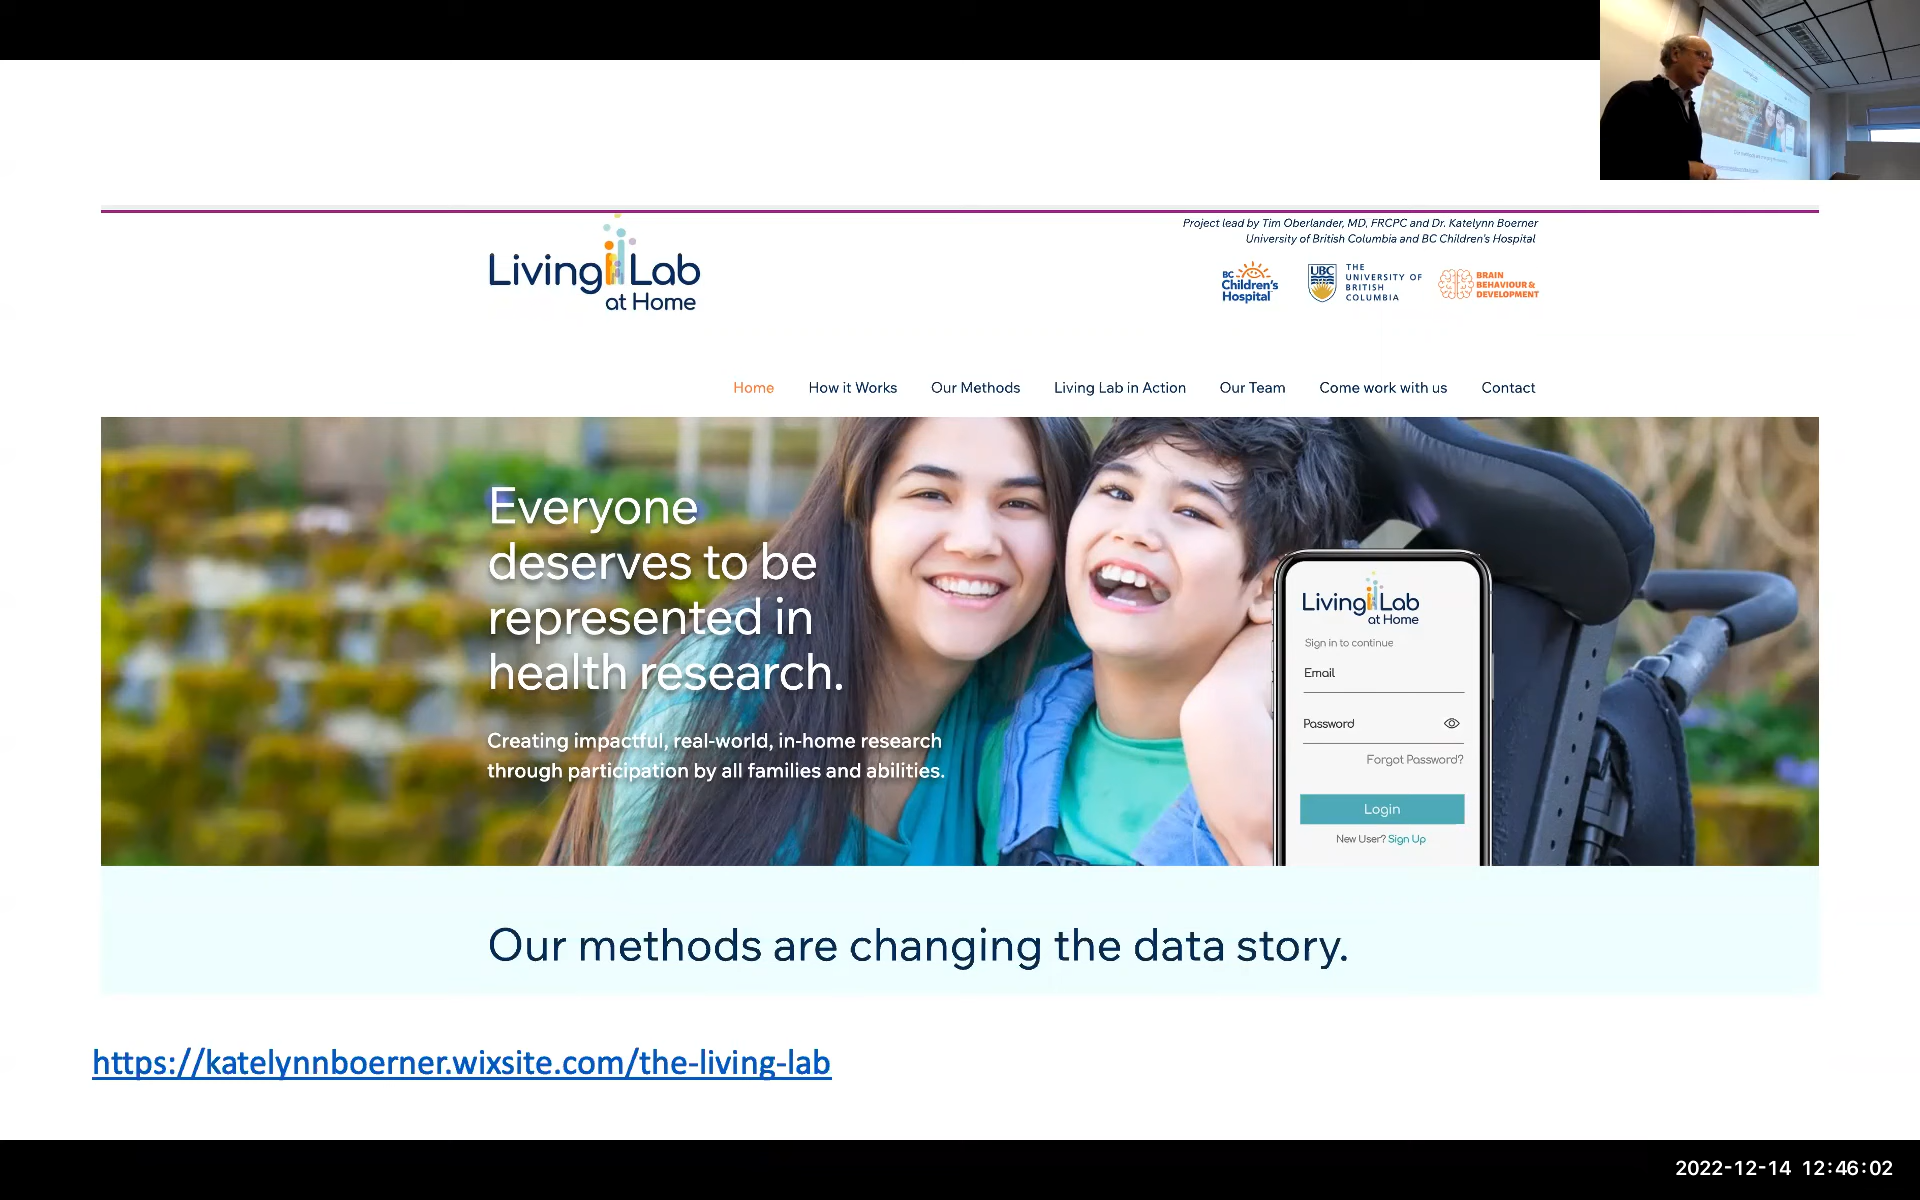 Project lead by Tim Oberlander, MD, FRCPC and Dr. Katelynn Boerner
University of British Columbia and BC Children's Hospital
Living Lab
at Home
BC
Children's
Hospital
UBC
THE
UNIVERSITY OF
BRITISH
COLUMBIA
BRAIN
BEHAVIOUR &
DEVELOPMENT
Home How it Works Our Methods Living Lab in Action Our Team Come work with us Contact
Everyone
deserves to be
represented in
health research.
Creating impactful, real-world, in-home research
through participation by all families and abilities.
Living Lab
at Home
Sign in to continue
Email
Password
Forgot Password?
Login
New User? Sign Up
Our methods are changing the data story.
https://katelynnboerner.wixsite.com/the-living-lab
2022-12-14 12:46:02